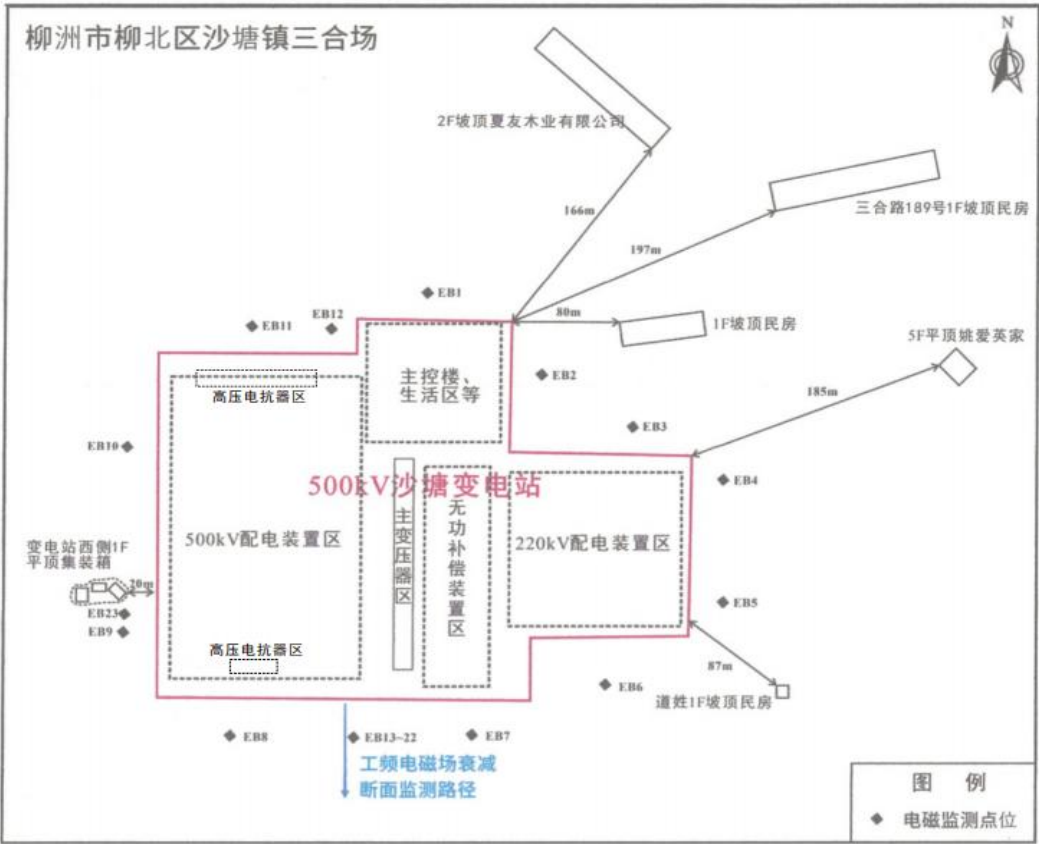 柳洲市柳北区沙塘镇三合场
N
2F坡顶夏友木业有限公司
166m
三合路189号1F坡顶民房
197m
EB1
80m
1F坡顶民房
EB12
EB11
5F平顶姚爱英家
主控楼、
生活区等
高压电抗器区
EB2
185m
EB3
EB10
EB4
500kV沙塘变电站
500kV配电装置区
主变压器区
无功补偿装置区
220kV配电装置区
变电站西侧1F
平顶集装箱
20m
EB23
EB9
EB5
高压电抗器区
87m
EB6
道姓1F坡顶民房
EB8
EB13~22
EB7
工频电磁场衰减
断面监测路径
图 例
电磁监测点位